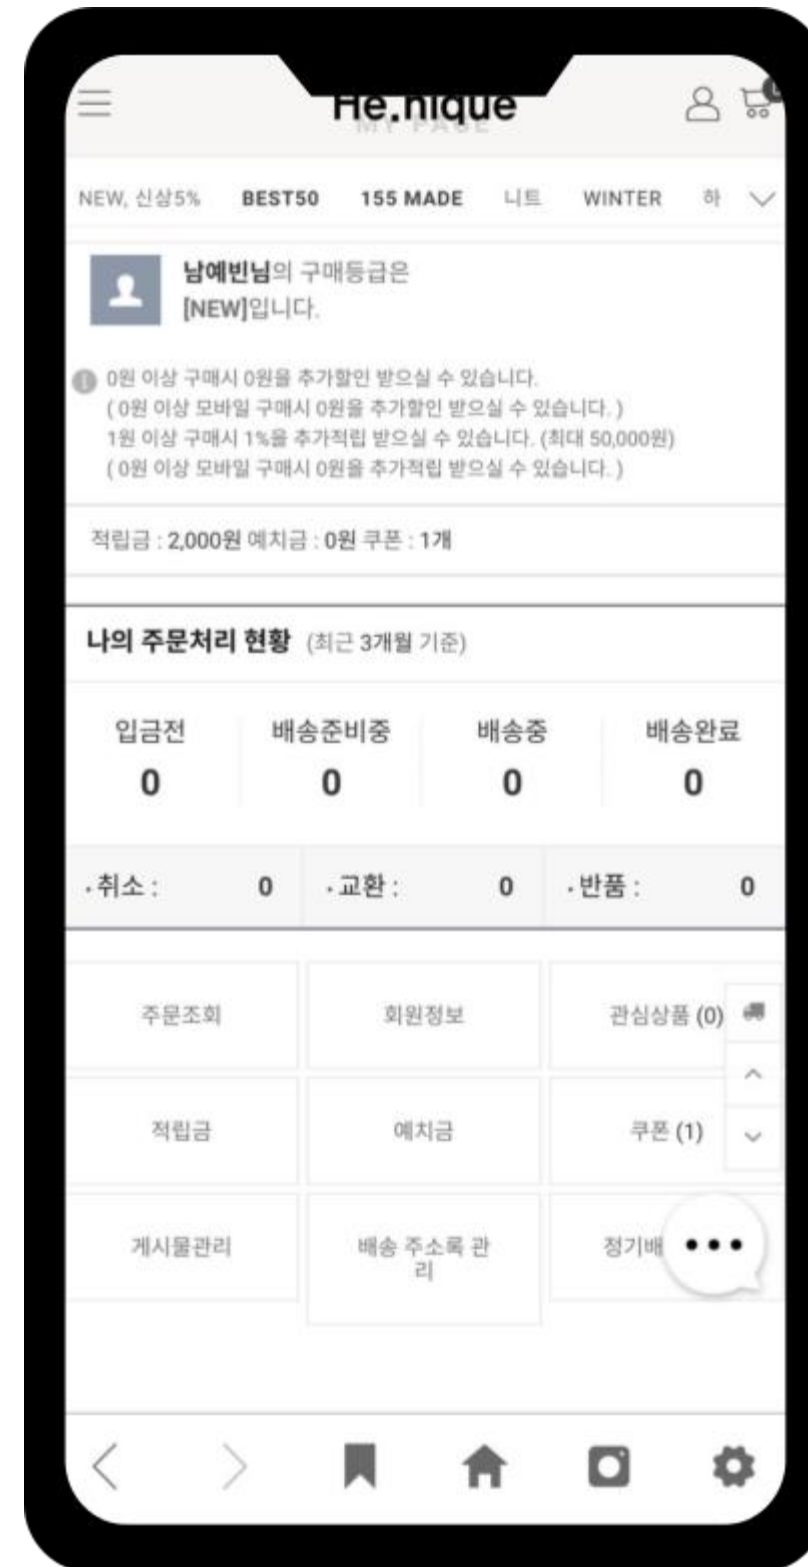 He.nique
MY PAGE
NEW, 신상5% BEST50 155 MADE 니트 WINTER 하
남예빈님의 구매등급은
[NEW]입니다.
0원 이상 구매시 0원을 추가할인 받으실 수 있습니다.
( 0원 이상 모바일 구매시 0원을 추가할인 받으실 수 있습니다. )
1원 이상 구매시 1%을 추가적립 받으실 수 있습니다. (최대 50,000원)
( 0원 이상 모바일 구매시 0원을 추가적립 받으실 수 있습니다. )
적립금 : 2,000원 예치금 : 0원 쿠폰 : 1개
나의 주문처리 현황 (최근 3개월 기준)
입금전 배송준비중 배송중 배송완료
0 0 0 0
취소 : 0 교환 : 0 반품 : 0
주문조회 회원정보 관심상품 (0)
적립금 예치금 쿠폰 (1)
게시물관리 배송 주소록 관 정기배
리